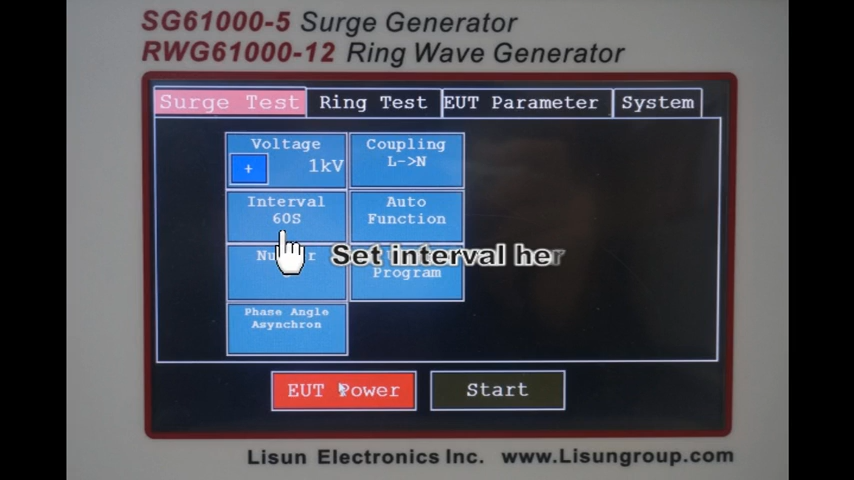 SG61000-5 Surge Generator
RWG61000-12 Ring Wave Generator
Surge Test
Ring Test
EUT Parameter
System
Voltage
+
1kV
Coupling
L->N
Interval
60S
Auto
Function
Set interval he
Program
Phase Angle
Asynchron
EUT Power
Start
Lisun Electronics Inc. www.Lisungroup.com